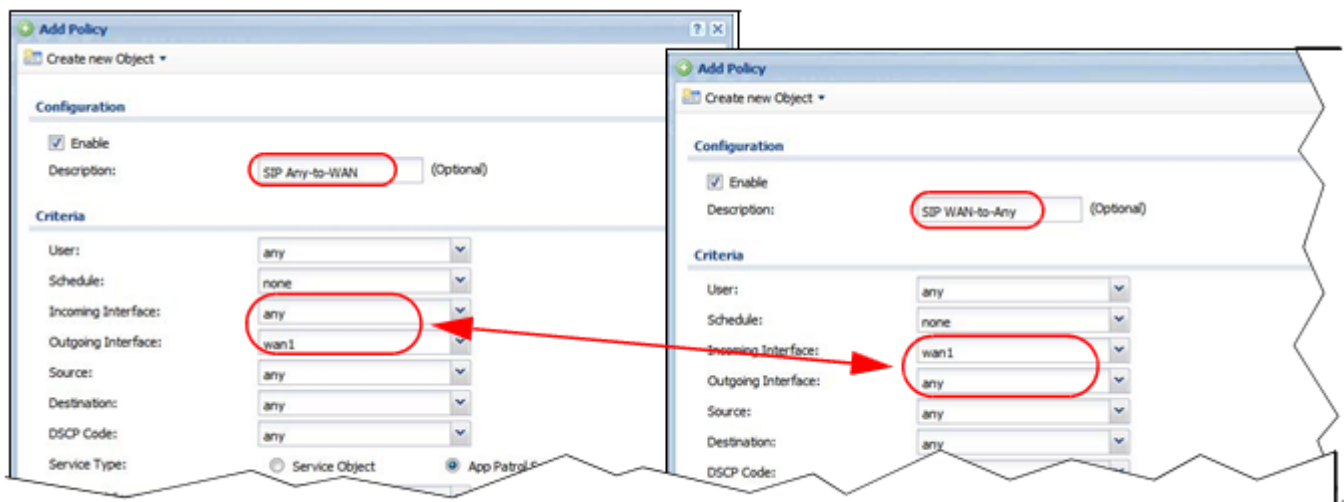 Add Policy
? X
Create new Object
Configuration
Enable
Description: SIP Any-to-WAN (Optional)
Criteria
User: any
Schedule: none
Incoming Interface: any
Outgoing Interface: wan1
Source: any
Destination: any
DSCP Code: any
Service Type: Service Object App Patrol
Add Policy
Create new Object
Configuration
Enable
Description: SIP WAN-to-Any (Optional)
Criteria
User: any
Schedule: none
Incoming Interface: wan1
Outgoing Interface: any
Source: any
Destination: any
DSCP Code: